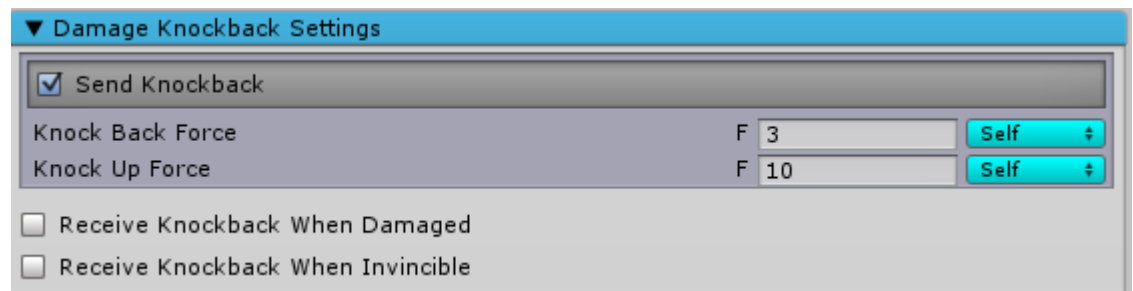 ▼ Damage Knockback Settings
Send Knockback
Knock Back Force F 3 Self
Knock Up Force F 10 Self
Receive Knockback When Damaged
Receive Knockback When Invincible